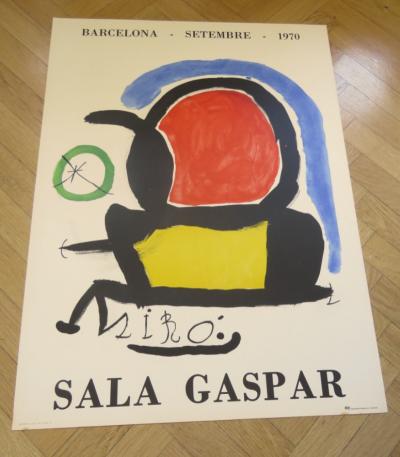 BARCELONA - SETEMBRE - 1970
MIRÓ.
SALA GASPAR